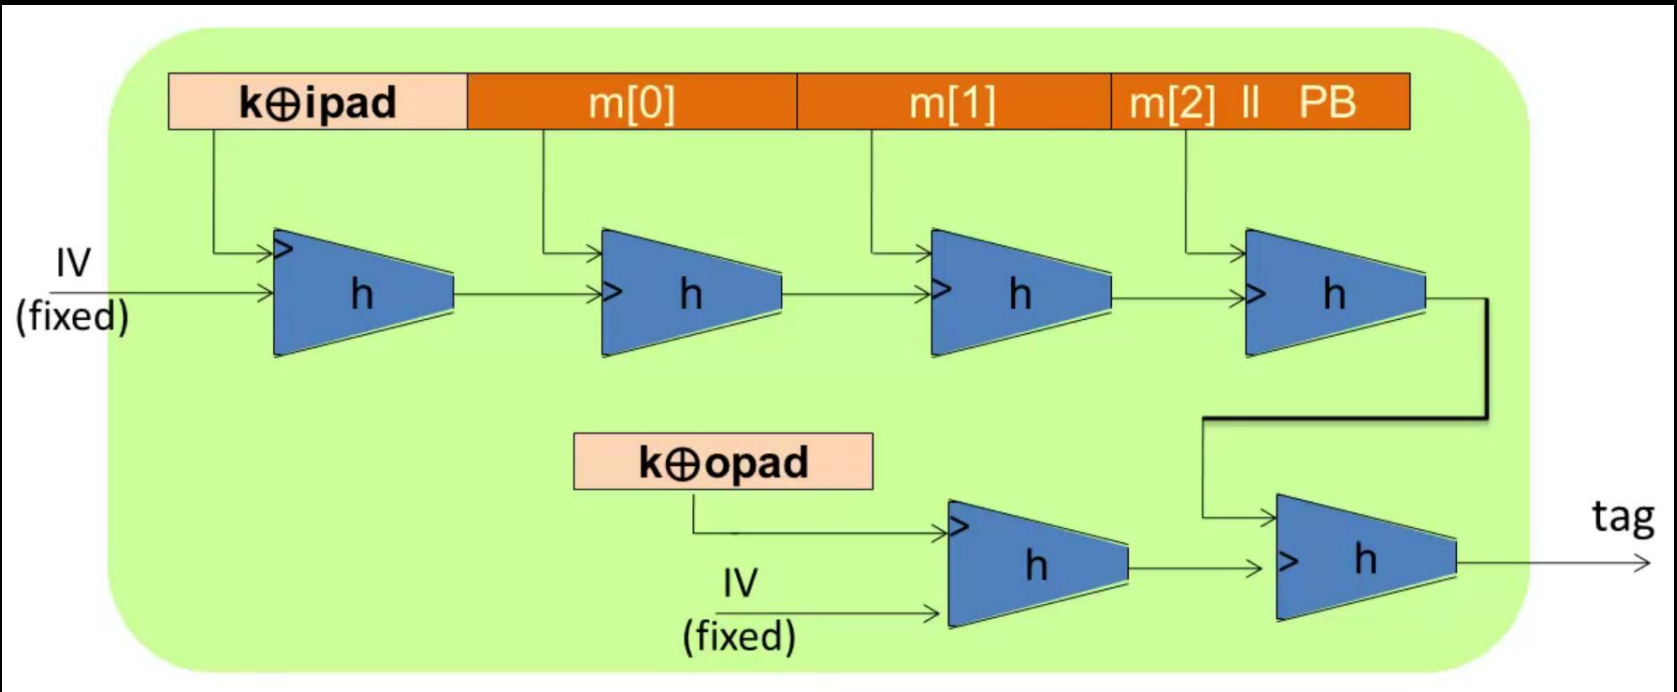 k⊕ipad m[0] m[1] m[2] ll PB
> IV
h > h > h > h
(fixed)
k⊕opad
> tag
h > h
IV
(fixed)